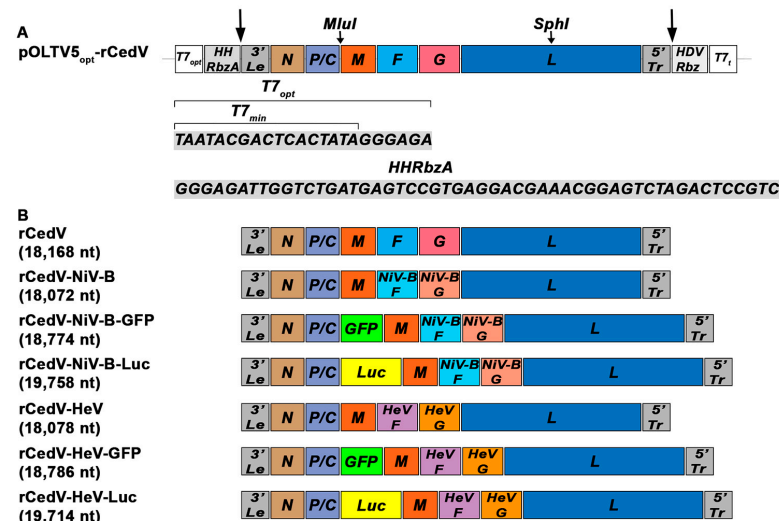 A
MluI
SphI
pOLTV5opt-rCedV
T7opt
HH RbzA
3' Le
N
P/C
M
F
G
L
5' Tr
HDV Rbz
T7t
T7opt
T7min
TAATACGACTCACTATAGGGAGA
HHRbzA
GGGAGATTGGTCTGATGAGTCCGTGAGGACGAAACGGAGTCTAGACTCCGTC
B
rCedV
(18,168 nt)
3' Le
N
P/C
M
F
G
L
5' Tr
rCedV-NiV-B
(18,072 nt)
3' Le
N
P/C
M
NiV-B F
NiV-B G
L
5' Tr
rCedV-NiV-B-GFP
(18,774 nt)
3' Le
N
P/C
GFP
M
NiV-B F
NiV-B G
L
5' Tr
rCedV-NiV-B-Luc
(19,758 nt)
3' Le
N
P/C
Luc
M
NiV-B F
NiV-B G
L
5' Tr
rCedV-HeV
(18,078 nt)
3' Le
N
P/C
M
HeV F
HeV G
L
5' Tr
rCedV-HeV-GFP
(18,786 nt)
3' Le
N
P/C
GFP
M
HeV F
HeV G
L
5' Tr
rCedV-HeV-Luc
(19,714 nt)
3' Le
N
P/C
Luc
M
HeV F
HeV G
L
5' Tr